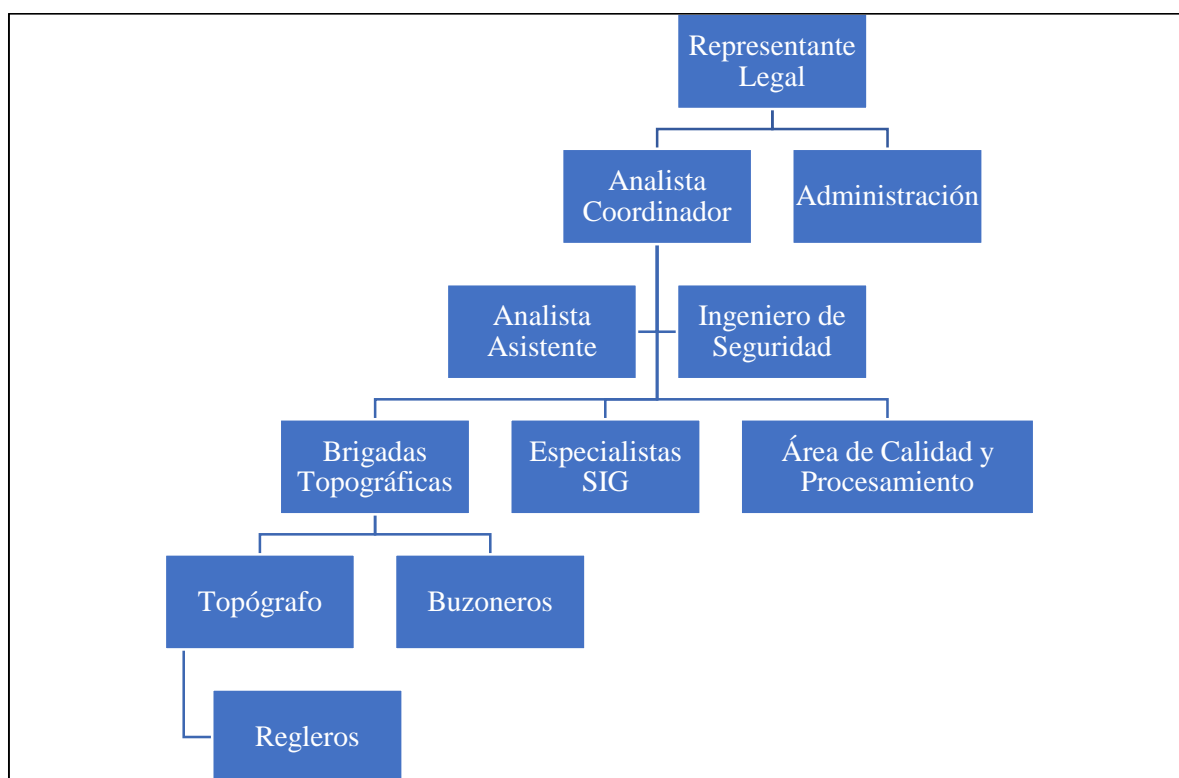 Representante
Legal
Analista
Coordinador
Administración
Analista
Asistente
Ingeniero de
Seguridad
Brigadas
Topográficas
Especialistas
SIG
Área de Calidad y
Procesamiento
Topógrafo
Buzoneros
Regleros